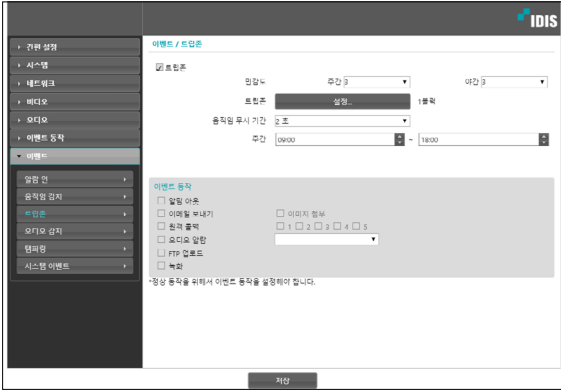 IDIS
간편 설정
시스템
네트워크
비디오
오디오
이벤트 동작
이벤트
알람 인
움직임 감지
트립존
오디오 감지
탬퍼링
시스템 이벤트
이벤트 / 트립존
트립존
민감도 주간 3 야간 3
트립존 설정... 1블럭
움직임 무시 기간 2 초
주간 09:00 ~ 18:00
이벤트 동작
알람 아웃
이메일 보내기 이미지 첨부
원격 콜백 1 2 3 4 5
오디오 알람
FTP 업로드
녹화
*정상 동작을 위해서 이벤트 동작을 설정해야 합니다.
저장